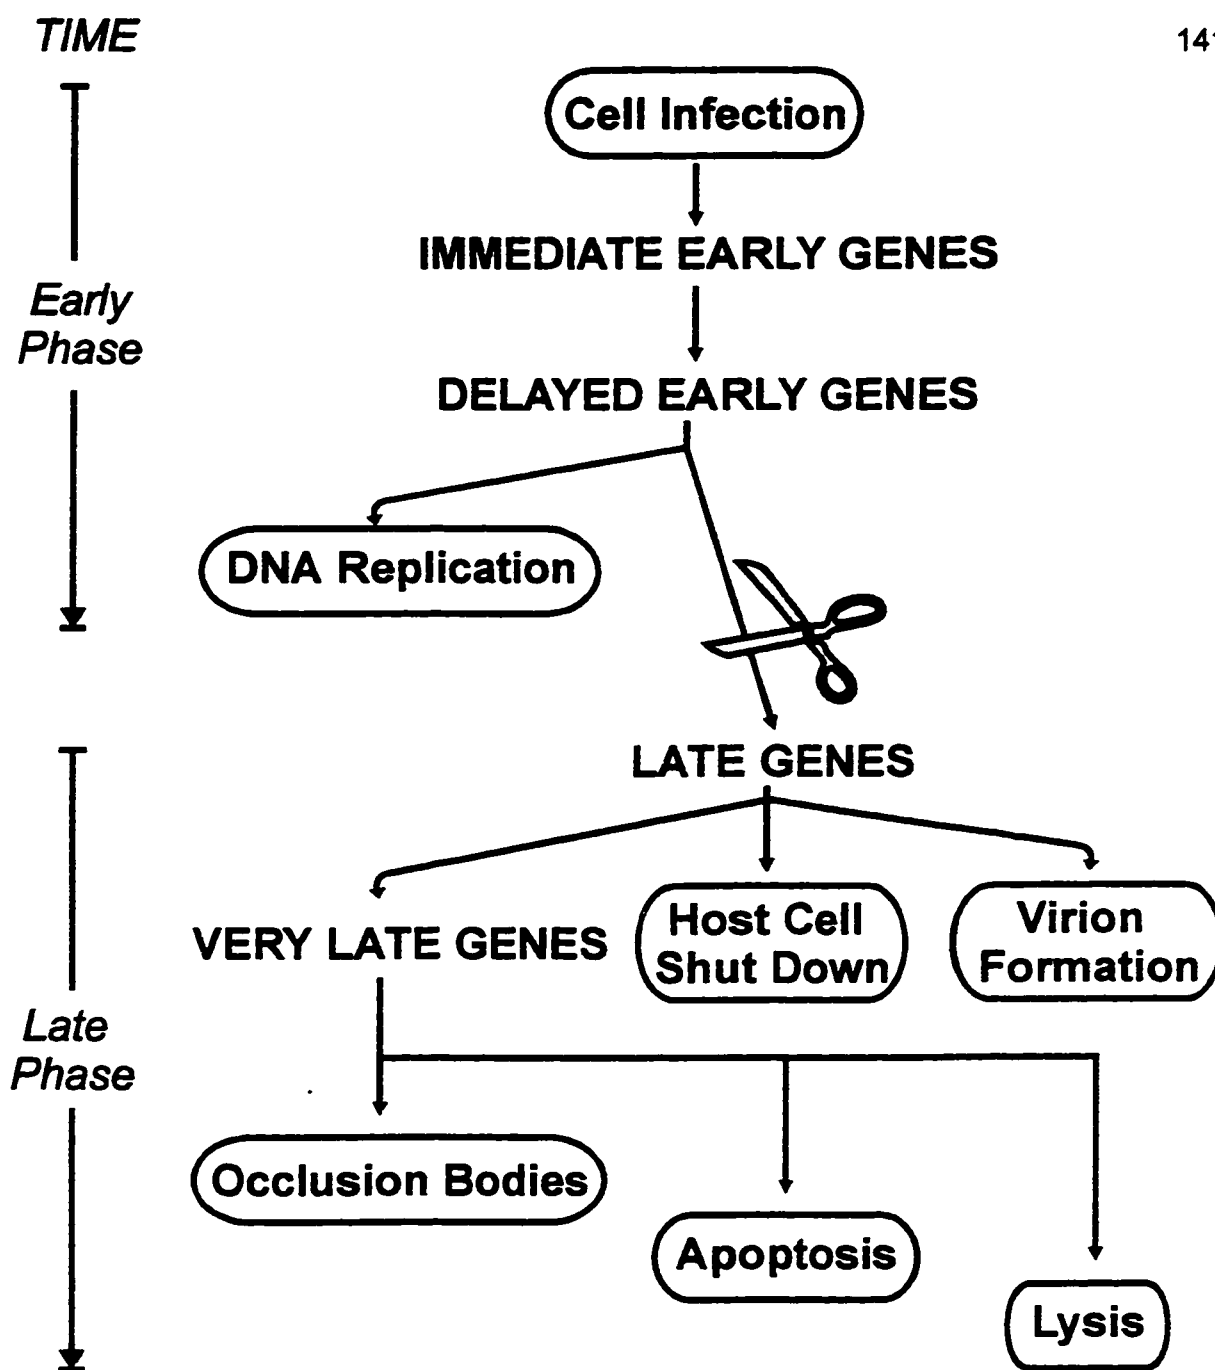 TIME
141
Cell Infection
IMMEDIATE EARLY GENES
Early
Phase
DELAYED EARLY GENES
DNA Replication
LATE GENES
VERY LATE GENES
Host Cell
Shut Down
Virion
Formation
Late
Phase
Occlusion Bodies
Apoptosis
Lysis